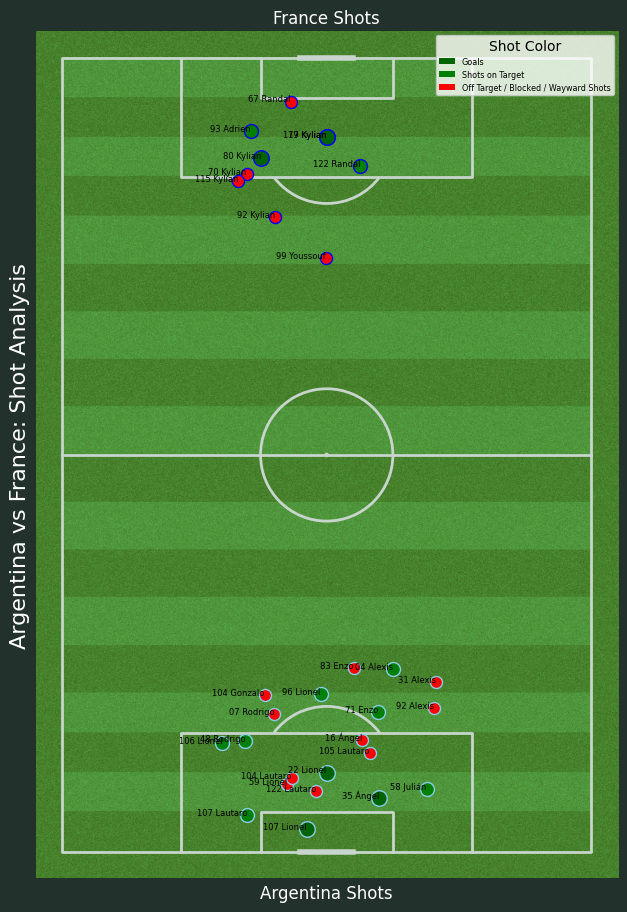 France Shots
Shot Color
Goals
Shots on Target
Off Target / Blocked / Wayward Shots
67 Randal
93 Adrien
79 Kylian
80 Kylian
122 Randal
70 Kylian
115 Kylian
92 Kylian
99 Youssouf
Argentina vs France: Shot Analysis
83 Enzo
04 Alexis
31 Alexis
104 Gonzalo
96 Lionel
92 Alexis
07 Rodrigo
71 Enzo
106 Lionel
48 Rodrigo
16 Ángel
105 Lautaro
22 Lionel
104 Lautaro
59 Lionel
122 Lautaro
35 Ángel
58 Julián
107 Lautaro
107 Lionel
Argentina Shots